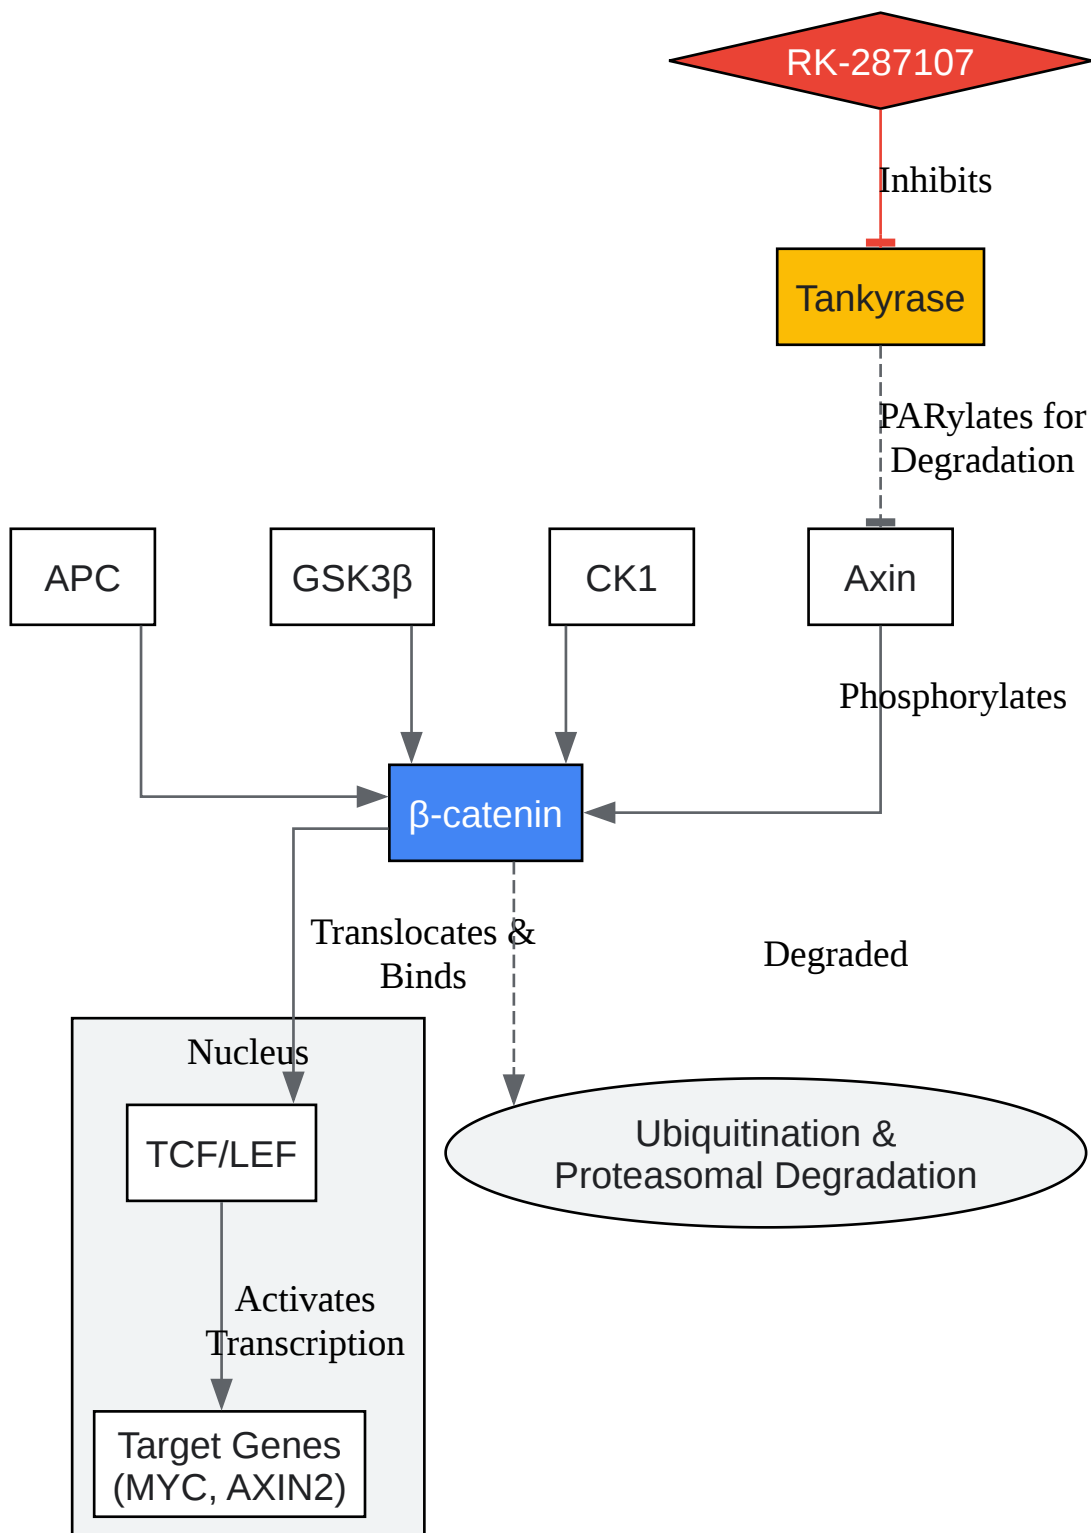 RK-287107
Inhibits
Tankyrase
PARylates for
Degradation
APC
GSK3β
CK1
Axin
Phosphorylates
β-catenin
Translocates &
Binds
Degraded
Nucleus
TCF/LEF
Ubiquitination &
Proteasomal Degradation
Activates
Transcription
Target Genes
(MYC, AXIN2)